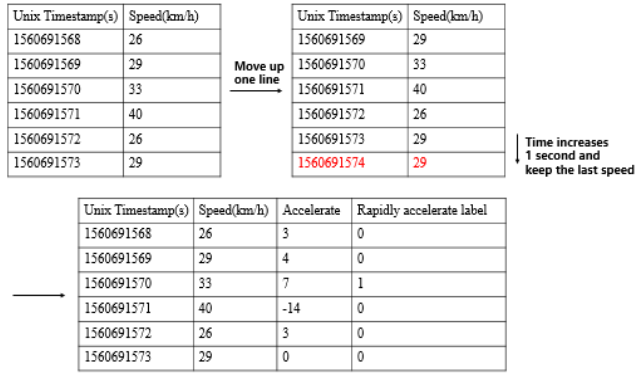 Unix Timestamp(s) Speed(km/h)
1560691568 26
1560691569 29
1560691570 33
1560691571 40
1560691572 26
1560691573 29
Move up
one line
Unix Timestamp(s) Speed(km/h)
1560691569 29
1560691570 33
1560691571 40
1560691572 26
1560691573 29
1560691574 29
Time increases
1 second and
keep the last speed
Unix Timestamp(s) Speed(km/h) Accelerate Rapidly accelerate label
1560691568 26 3 0
1560691569 29 4 0
1560691570 33 7 1
1560691571 40 -14 0
1560691572 26 3 0
1560691573 29 0 0